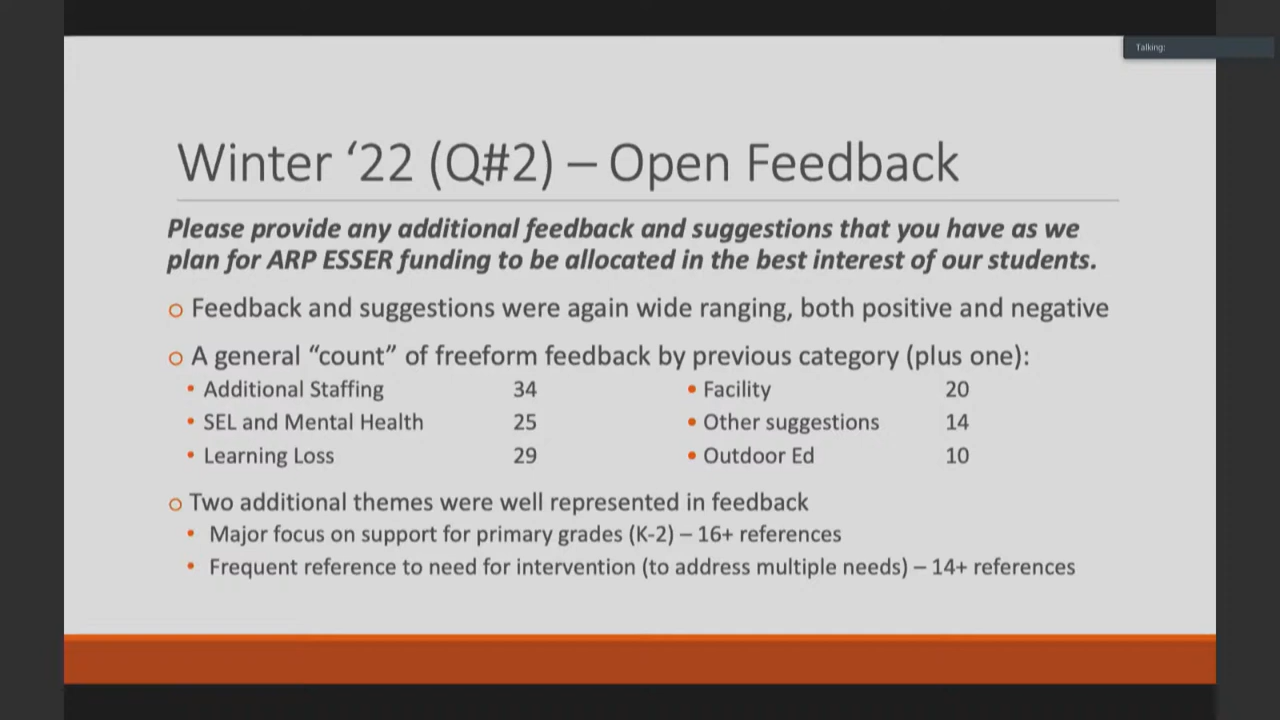 Talking:
Winter ‘22 (Q#2) – Open Feedback
Please provide any additional feedback and suggestions that you have as we
plan for ARP ESSER funding to be allocated in the best interest of our students.
Feedback and suggestions were again wide ranging, both positive and negative
A general “count” of freeform feedback by previous category (plus one):
Additional Staffing 34
SEL and Mental Health 25
Learning Loss 29
Facility 20
Other suggestions 14
Outdoor Ed 10
Two additional themes were well represented in feedback
Major focus on support for primary grades (K-2) – 16+ references
Frequent reference to need for intervention (to address multiple needs) – 14+ references